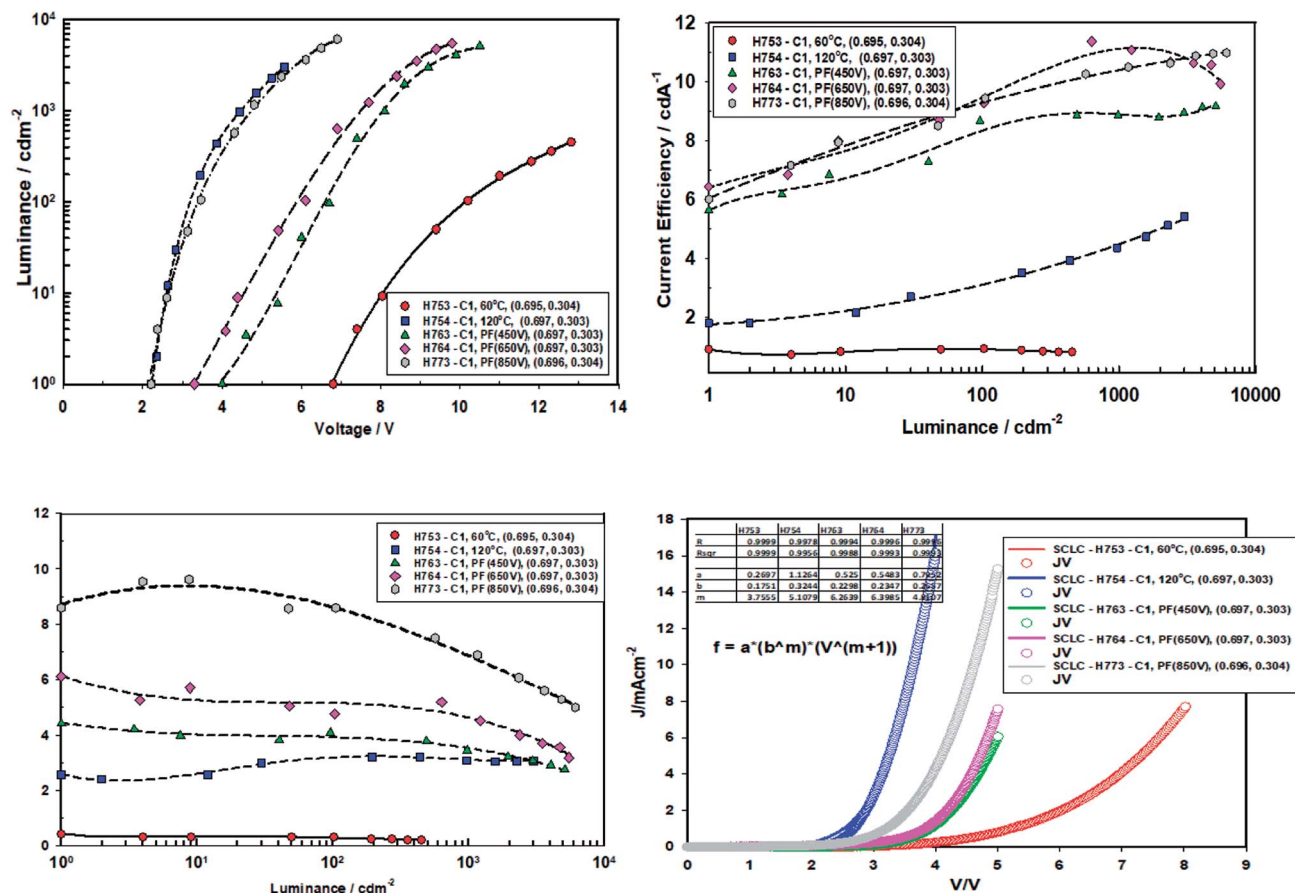 10⁴
10³
10²
10¹
10⁰
Luminance / cdm⁻²
H753 - C1, 60°C, (0.695, 0.304)
H754 - C1, 120°C, (0.697, 0.303)
H763 - C1, PF(450V), (0.697, 0.303)
H764 - C1, PF(650V), (0.697, 0.303)
H773 - C1, PF(850V), (0.696, 0.304)
0 2 4 6 8 10 12 14
Voltage / V
12
10
8
6
4
2
Current Efficiency / cdA⁻¹
H753 - C1, 60°C, (0.695, 0.304)
H754 - C1, 120°C, (0.697, 0.303)
H763 - C1, PF(450V), (0.697, 0.303)
H764 - C1, PF(650V), (0.697, 0.303)
H773 - C1, PF(850V), (0.696, 0.304)
1 10 100 1000 10000
Luminance / cdm⁻²
12
10
8
6
4
2
0
H753 - C1, 60°C, (0.695, 0.304)
H754 - C1, 120°C, (0.697, 0.303)
H763 - C1, PF(450V), (0.697, 0.303)
H764 - C1, PF(650V), (0.697, 0.303)
H773 - C1, PF(850V), (0.696, 0.304)
10⁰ 10¹ 10² 10³ 10⁴
Luminance / cdm⁻²
18
16
14
12
10
8
6
4
2
0
J/mAcm⁻²
H753 H754 H763 H764 H773
R 0.9999 0.9978 0.9994 0.9996
Rsqr 0.9999 0.9956 0.9988 0.9993
a 0.2697 1.1264 0.525 0.5483
b 0.1751 0.3244 0.2298 0.2347
m 3.7555 5.1079 6.2639 6.3985
f = a*(b^m)*(V^(m+1))
SCLC - H753 - C1, 60°C, (0.695, 0.304)
JV
SCLC - H754 - C1, 120°C, (0.697, 0.303)
JV
SCLC - H763 - C1, PF(450V), (0.697, 0.303)
JV
SCLC - H764 - C1, PF(650V), (0.697, 0.303)
JV
SCLC - H773 - C1, PF(850V), (0.696, 0.304)
JV
0 1 2 3 4 5 6 7 8 9
V/V